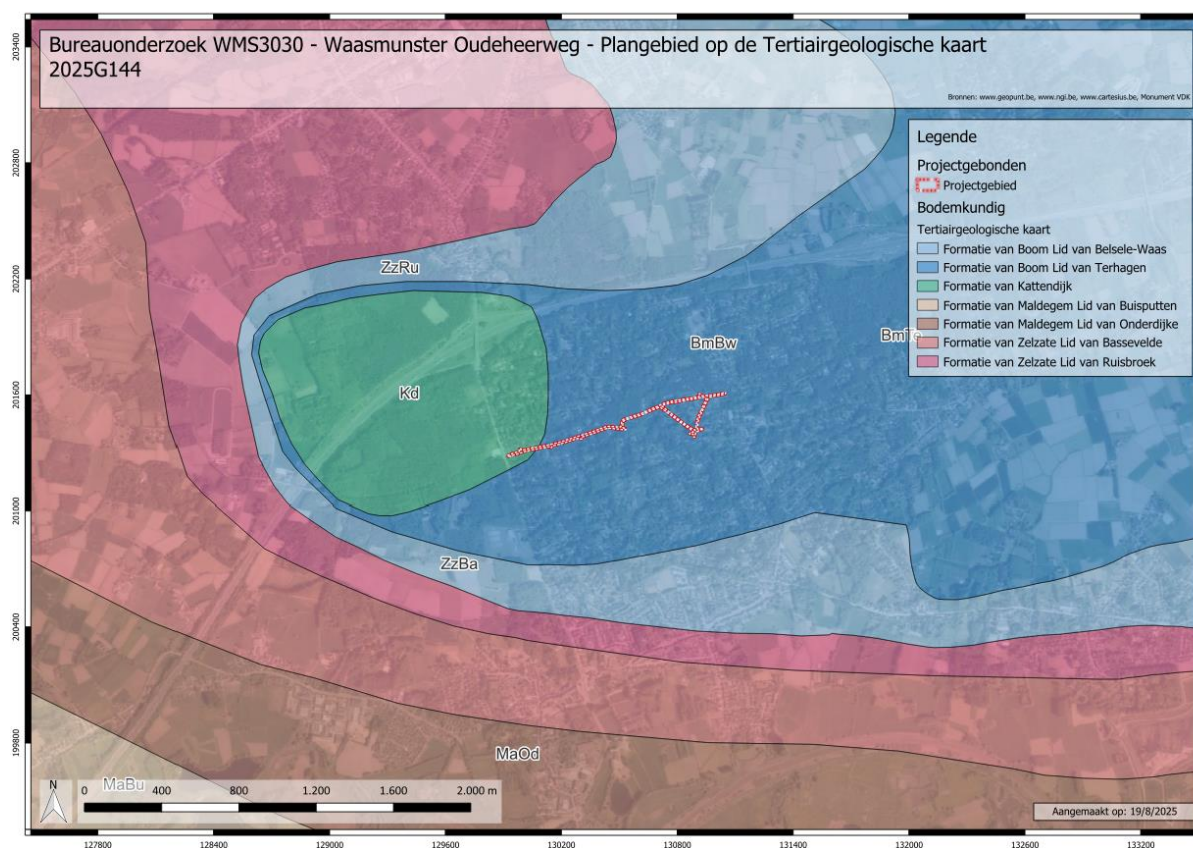 Bureauonderzoek WMS3030 - Waasmunster Oudeheerweg - Plangebied op de Tertiairgeologische kaart
2025G144
Bronnen: www.geopunt.be, www.ngi.be, www.cartesius.be, Monument VDK
Legende
Projectgebonden
Projectgebied
Bodemkundig
Tertiairgeologische kaart
Formatie van Boom Lid van Belsele-Waas
Formatie van Boom Lid van Terhagen
Formatie van Kattendijk
Formatie van Maldegem Lid van Buisputten
Formatie van Maldegem Lid van Onderdijke
Formatie van Zelzate Lid van Bassevelde
Formatie van Zelzate Lid van Ruisbroek
203400
202800
202200
201600
201000
200400
199800
ZzRu
BmBw
BmTe
Kd
ZzBa
MaOd
MaBu
N
0 400 800 1.200 1.600 2.000 m
Aangemaakt op: 19/8/2025
127800 128400 129000 129600 130200 130800 131400 132000 132600 133200